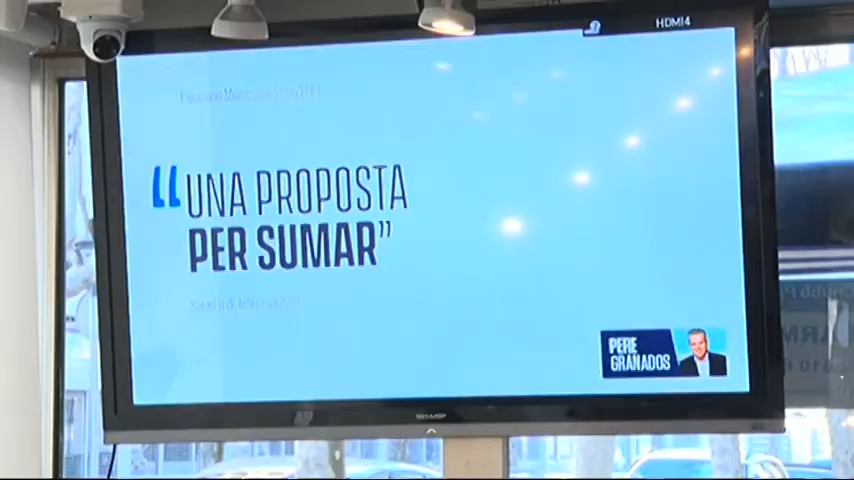 HDMI4
“UNA PROPOSTA
PER SUMAR”
PERE
GRANADOS
SHARP